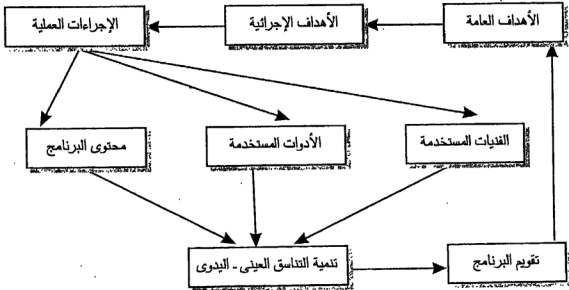 الأهداف العامة
الأهداف الإجرائية
الإجراءات العملية
الفنيات المستخدمة
الأدوات المستخدمة
محتوى البرنامج
تقويم البرنامج
تنمية التناسق العينى - اليدوى